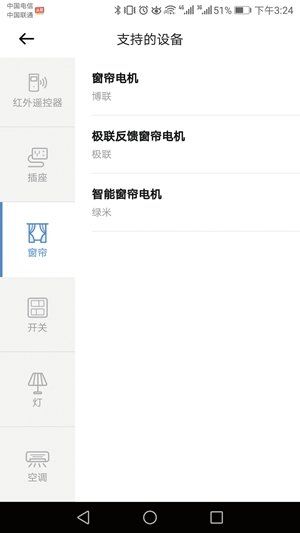 中国电信
中国联通
51% 下午3:24
支持的设备
红外遥控器
插座
窗帘
开关
灯
空调
窗帘电机
博联
极联反馈窗帘电机
极联
智能窗帘电机
绿米